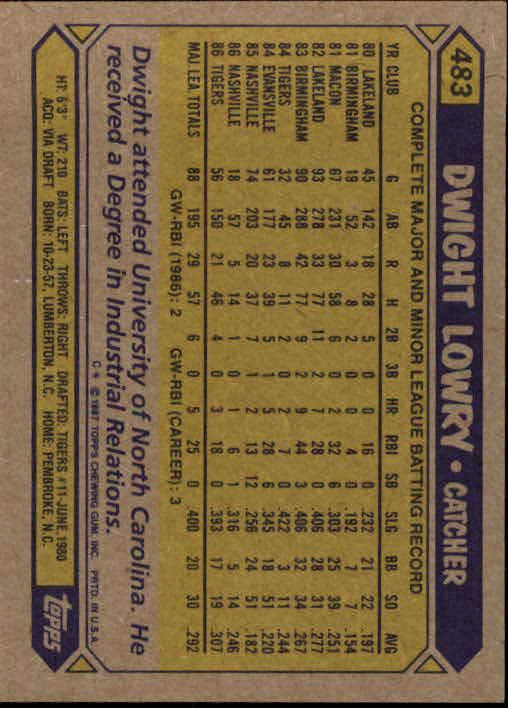 483
DWIGHT LOWRY • CATCHER
COMPLETE MAJOR AND MINOR LEAGUE BATTING RECORD
YR CLUB G AB R H 2B 3B HR RBI SB SLG BB SO AVG
80 LAKELAND 45 142 18 28 5 0 0 16 0 .232 21 22 .197
81 BIRMINGHAM 19 52 3 8 2 0 0 4 0 .192 7 7 .154
81 MACON 67 231 30 58 6 0 2 32 6 .303 25 39 .251
82 LAKELAND 93 278 33 77 11 2 7 28 0 .406 28 31 .277
83 BIRMINGHAM 90 288 42 77 9 2 9 44 3 .406 32 34 .267
84 TIGERS 32 45 8 11 2 0 2 7 0 .422 3 11 .244
84 EVANSVILLE 61 177 23 39 5 1 5 28 6 .345 18 51 .220
85 NASHVILLE 74 203 20 37 7 1 2 13 12 .256 24 51 .182
86 NASHVILLE 18 57 5 14 1 0 1 6 1 .316 5 14 .246
86 TIGERS 56 150 21 46 4 0 3 18 0 .393 17 19 .307
MAJ.LEA. TOTALS 88 195 29 57 6 0 5 25 0 .400 20 30 .292
GW-RBI (1986): 2 GW-RBI (CAREER): 3
Dwight attended University of North Carolina. He
received a Degree in Industrial Relations.
C * © 1987 TOPPS CHEWING GUM, INC. PRTD. IN U.S.A.
HT: 6'3" WT: 210 BATS: LEFT THROWS: RIGHT DRAFTED: TIGERS #11-JUNE, 1980
ACQ: VIA DRAFT BORN: 10-23-57, LUMBERTON, N.C. HOME: PEMBROKE, N.C.
topps